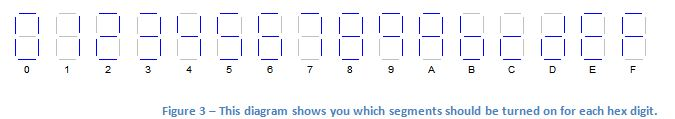 0 1 2 3 4 5 6 7 8 9 A B C D E F
Figure 3 – This diagram shows you which segments should be turned on for each hex digit.